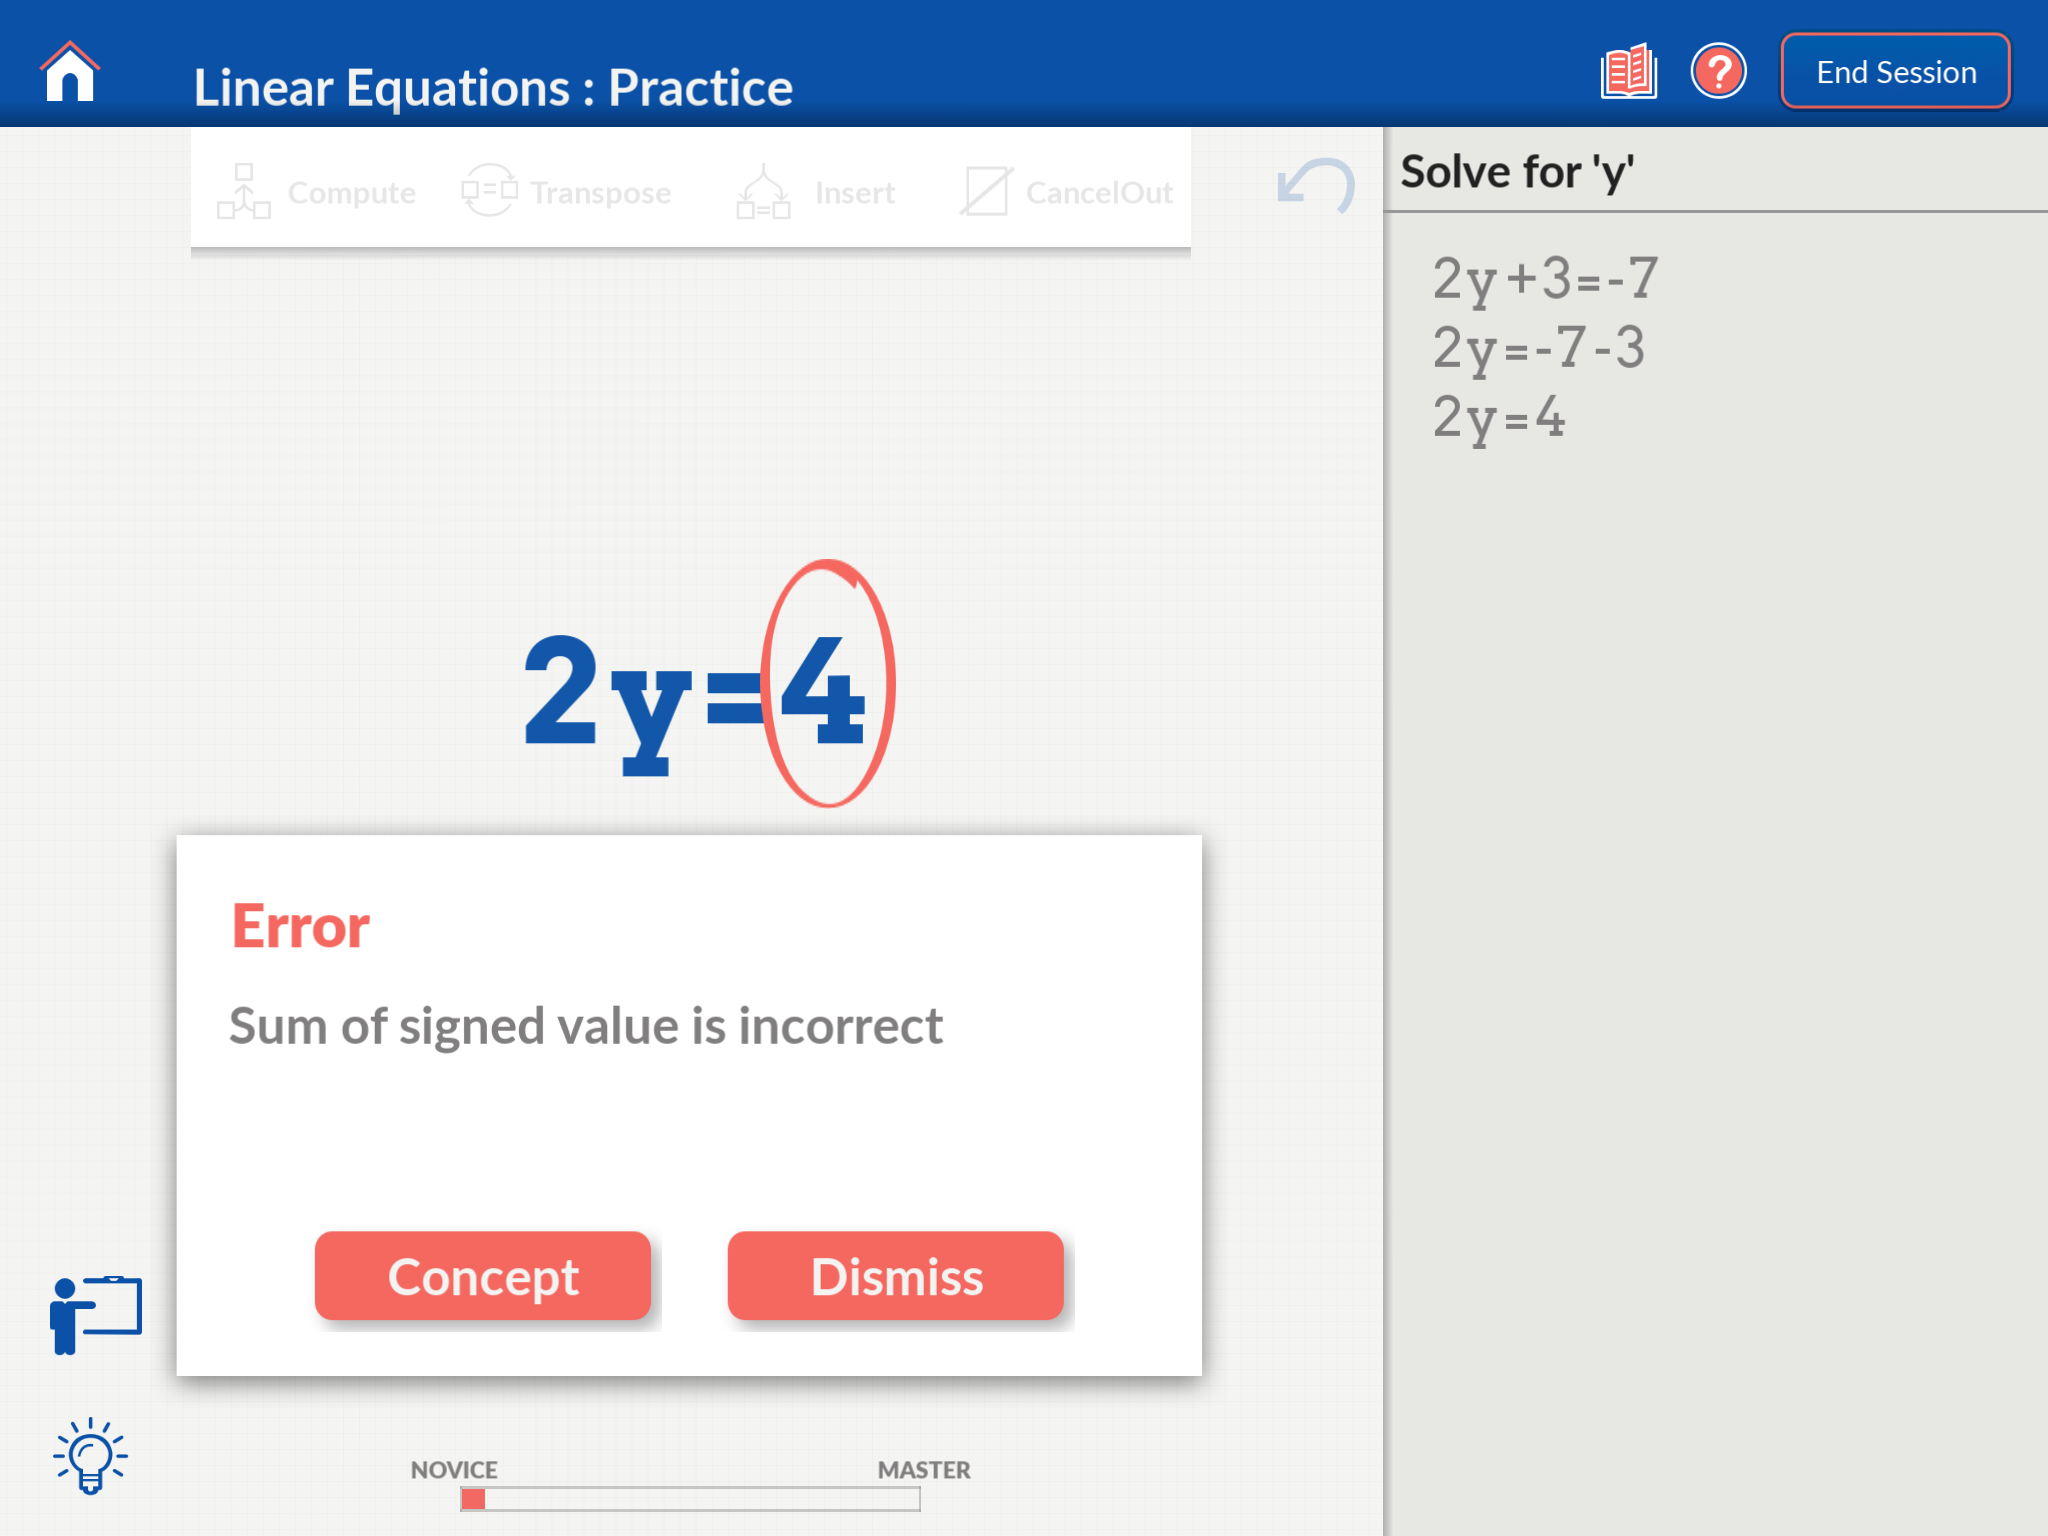 Linear Equations : Practice
End Session
Compute
Transpose
Insert
CancelOut
Solve for 'y'
2y+3=-7
2y=-7-3
2y=4
2y=4
Error
Sum of signed value is incorrect
Concept
Dismiss
NOVICE
MASTER